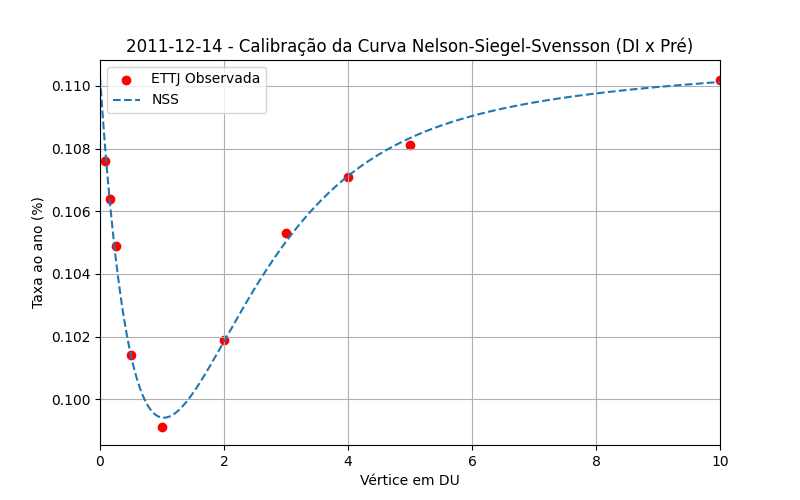 2011-12-14 - Calibração da Curva Nelson-Siegel-Svensson (DI x Pré)
ETTJ Observada
NSS
Taxa ao ano (%)
0.110
0.108
0.106
0.104
0.102
0.100
0 2 4 6 8 10
Vértice em DU